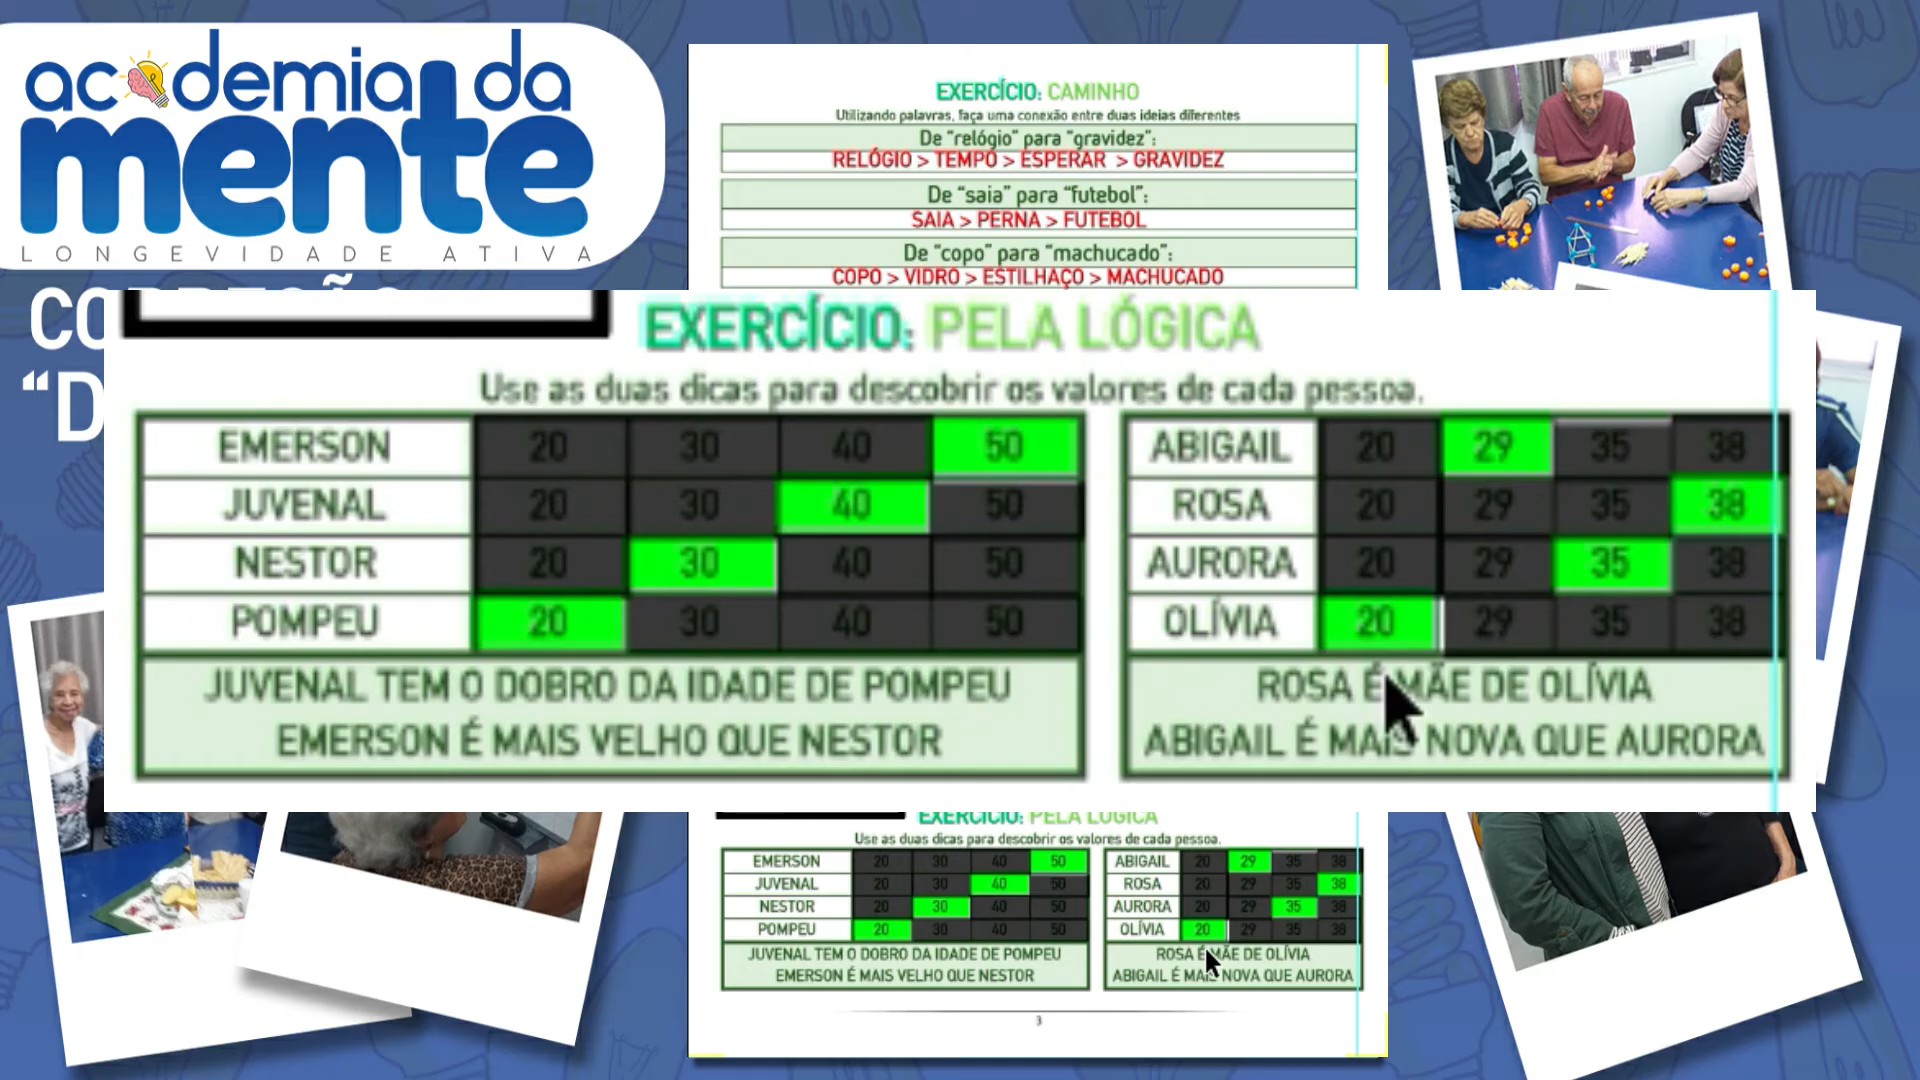 academia da
mente
LONGEVIDADE ATIVA
EXERCÍCIO: CAMINHO
Utilizando palavras, faça uma conexão entre duas ideias diferentes
De “relógio” para “gravidez”:
RELÓGIO > TEMPO > ESPERAR > GRAVIDEZ
De “saia” para “futebol”:
SAIA > PERNA > FUTEBOL
De “copo” para “machucado”:
COPO > VIDRO > ESTILHAÇO > MACHUCADO
“D
EXERCÍCIO: PELA LÓGICA
Use as duas dicas para descobrir os valores de cada pessoa.
EMERSON 20 30 40 50
JUVENAL 20 30 40 50
NESTOR 20 30 40 50
POMPEU 20 30 40 50
JUVENAL TEM O DOBRO DA IDADE DE POMPEU
EMERSON É MAIS VELHO QUE NESTOR
ABIGAIL 20 29 35 38
ROSA 20 29 35 38
AURORA 20 29 35 38
OLÍVIA 20 29 35 38
ROSA É MÃE DE OLÍVIA
ABIGAIL É MAIS NOVA QUE AURORA
EXERCÍCIO: PELA LÓGICA
Use as duas dicas para descobrir os valores de cada pessoa.
EMERSON 20 30 40 50
JUVENAL 20 30 40 50
NESTOR 20 30 40 50
POMPEU 20 30 40 50
JUVENAL TEM O DOBRO DA IDADE DE POMPEU
EMERSON É MAIS VELHO QUE NESTOR
ABIGAIL 20 29 35 38
ROSA 20 29 35 38
AURORA 20 29 35 38
OLÍVIA 20 29 35 38
ROSA É MÃE DE OLÍVIA
ABIGAIL É MAIS NOVA QUE AURORA
3